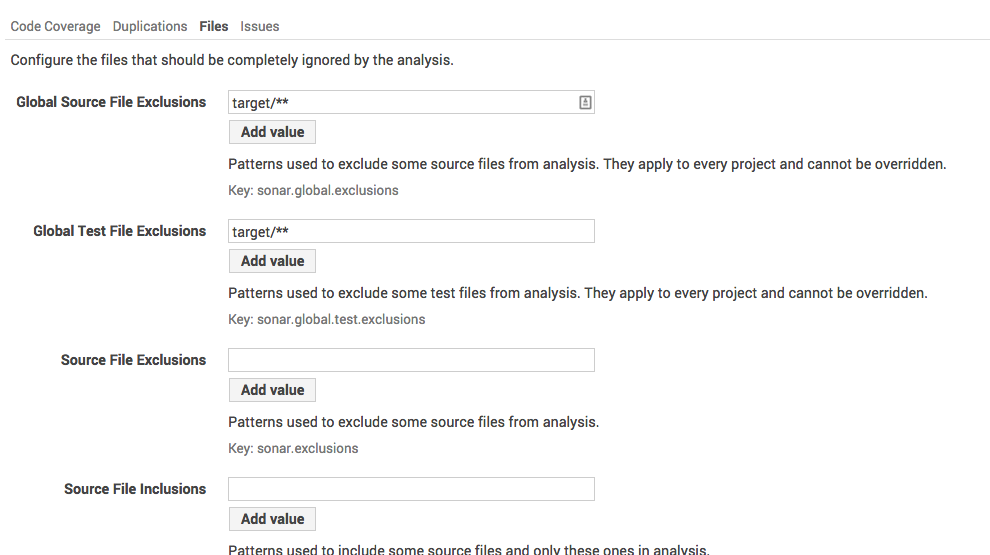 Code Coverage Duplications Files Issues
Configure the files that should be completely ignored by the analysis.
Global Source File Exclusions target/**
Add value
Patterns used to exclude some source files from analysis. They apply to every project and cannot be overridden.
Key: sonar.global.exclusions
Global Test File Exclusions target/**
Add value
Patterns used to exclude some test files from analysis. They apply to every project and cannot be overridden.
Key: sonar.global.test.exclusions
Source File Exclusions
Add value
Patterns used to exclude some source files from analysis.
Key: sonar.exclusions
Source File Inclusions
Add value
Patterns used to include some source files and only these ones in analysis.